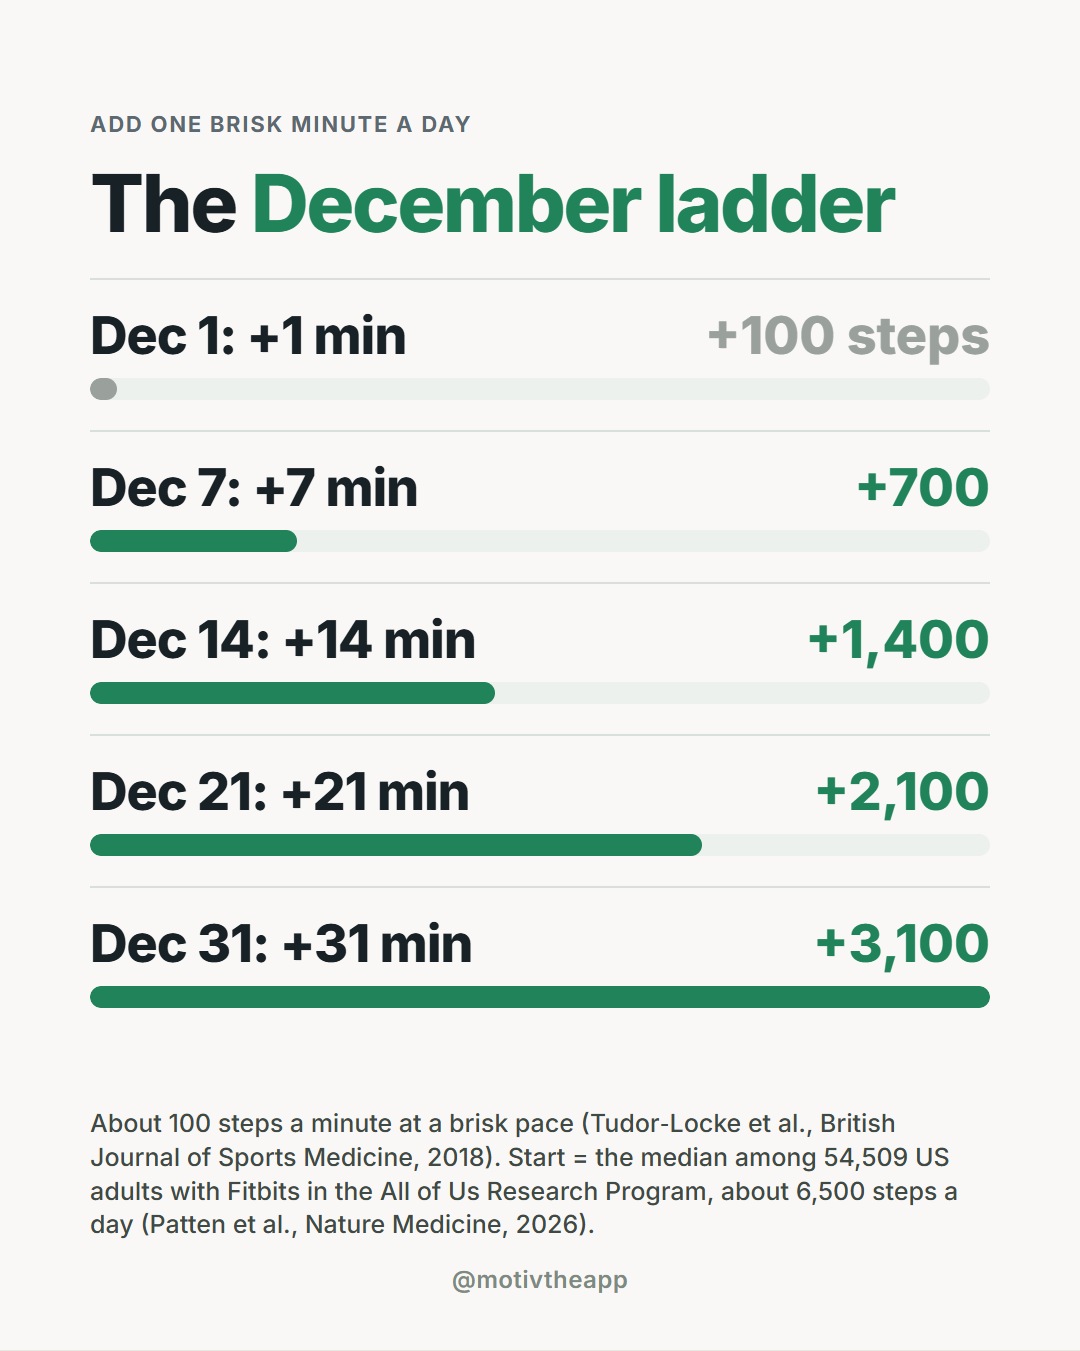 ADD ONE BRISK MINUTE A DAY
The December ladder
Dec 1: +1 min +100 steps
Dec 7: +7 min +700
Dec 14: +14 min +1,400
Dec 21: +21 min +2,100
Dec 31: +31 min +3,100
About 100 steps a minute at a brisk pace (Tudor-Locke et al., British
Journal of Sports Medicine, 2018). Start = the median among 54,509 US
adults with Fitbits in the All of Us Research Program, about 6,500 steps a
day (Patten et al., Nature Medicine, 2026).
@motivtheapp